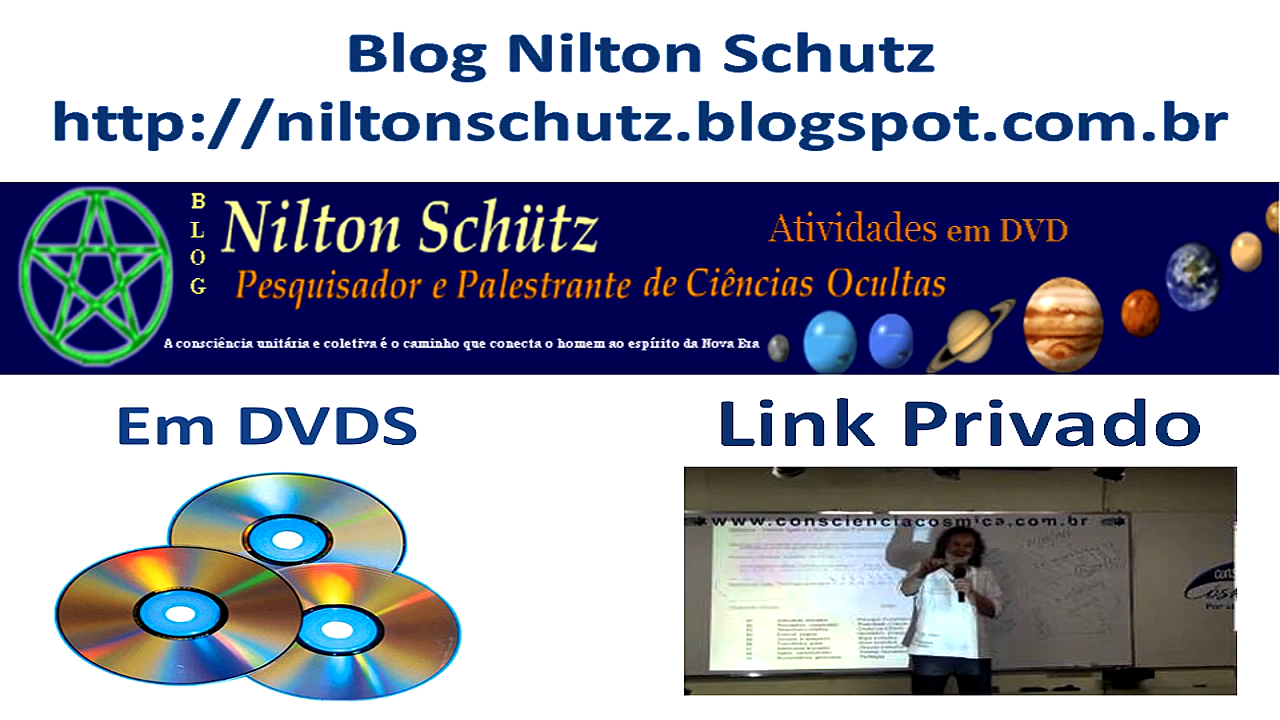 Blog Nilton Schutz
http://niltonschutz.blogspot.com.br
BLOG
Nilton Schütz
Atividades em DVD
Pesquisador e Palestrante de Ciências Ocultas
A consciência unitária e coletiva é o caminho que conecta o homem ao espírito da Nova Era
Em DVDS
Link Privado
www.conscienciacosmica.com.br